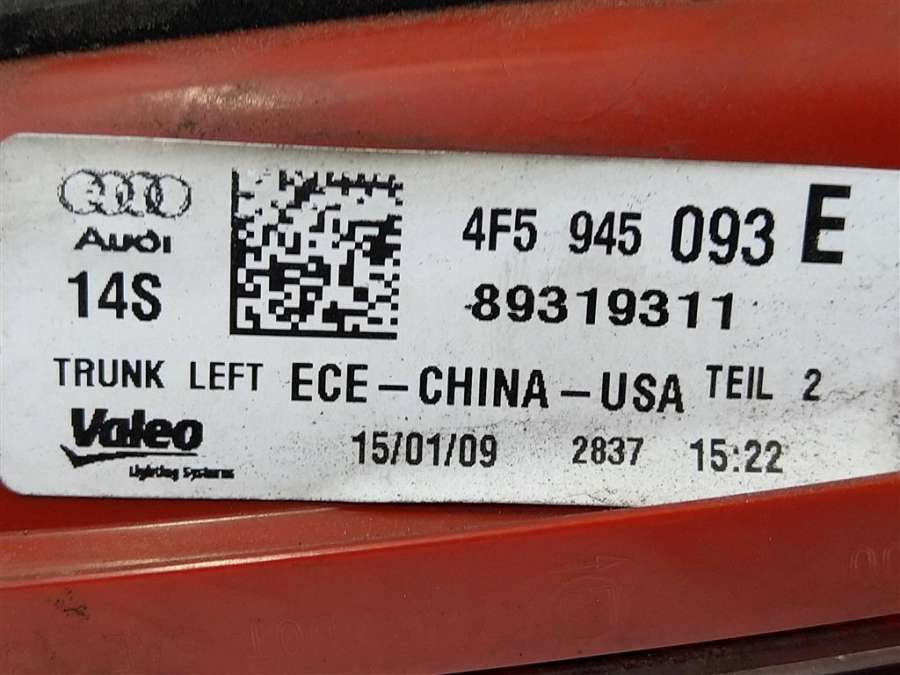 Audi
14S
4F5 945 093 E
89319311
TRUNK LEFT ECE-CHINA-USA TEIL 2
Valeo
Lighting Systems
15/01/09 2837 15:22